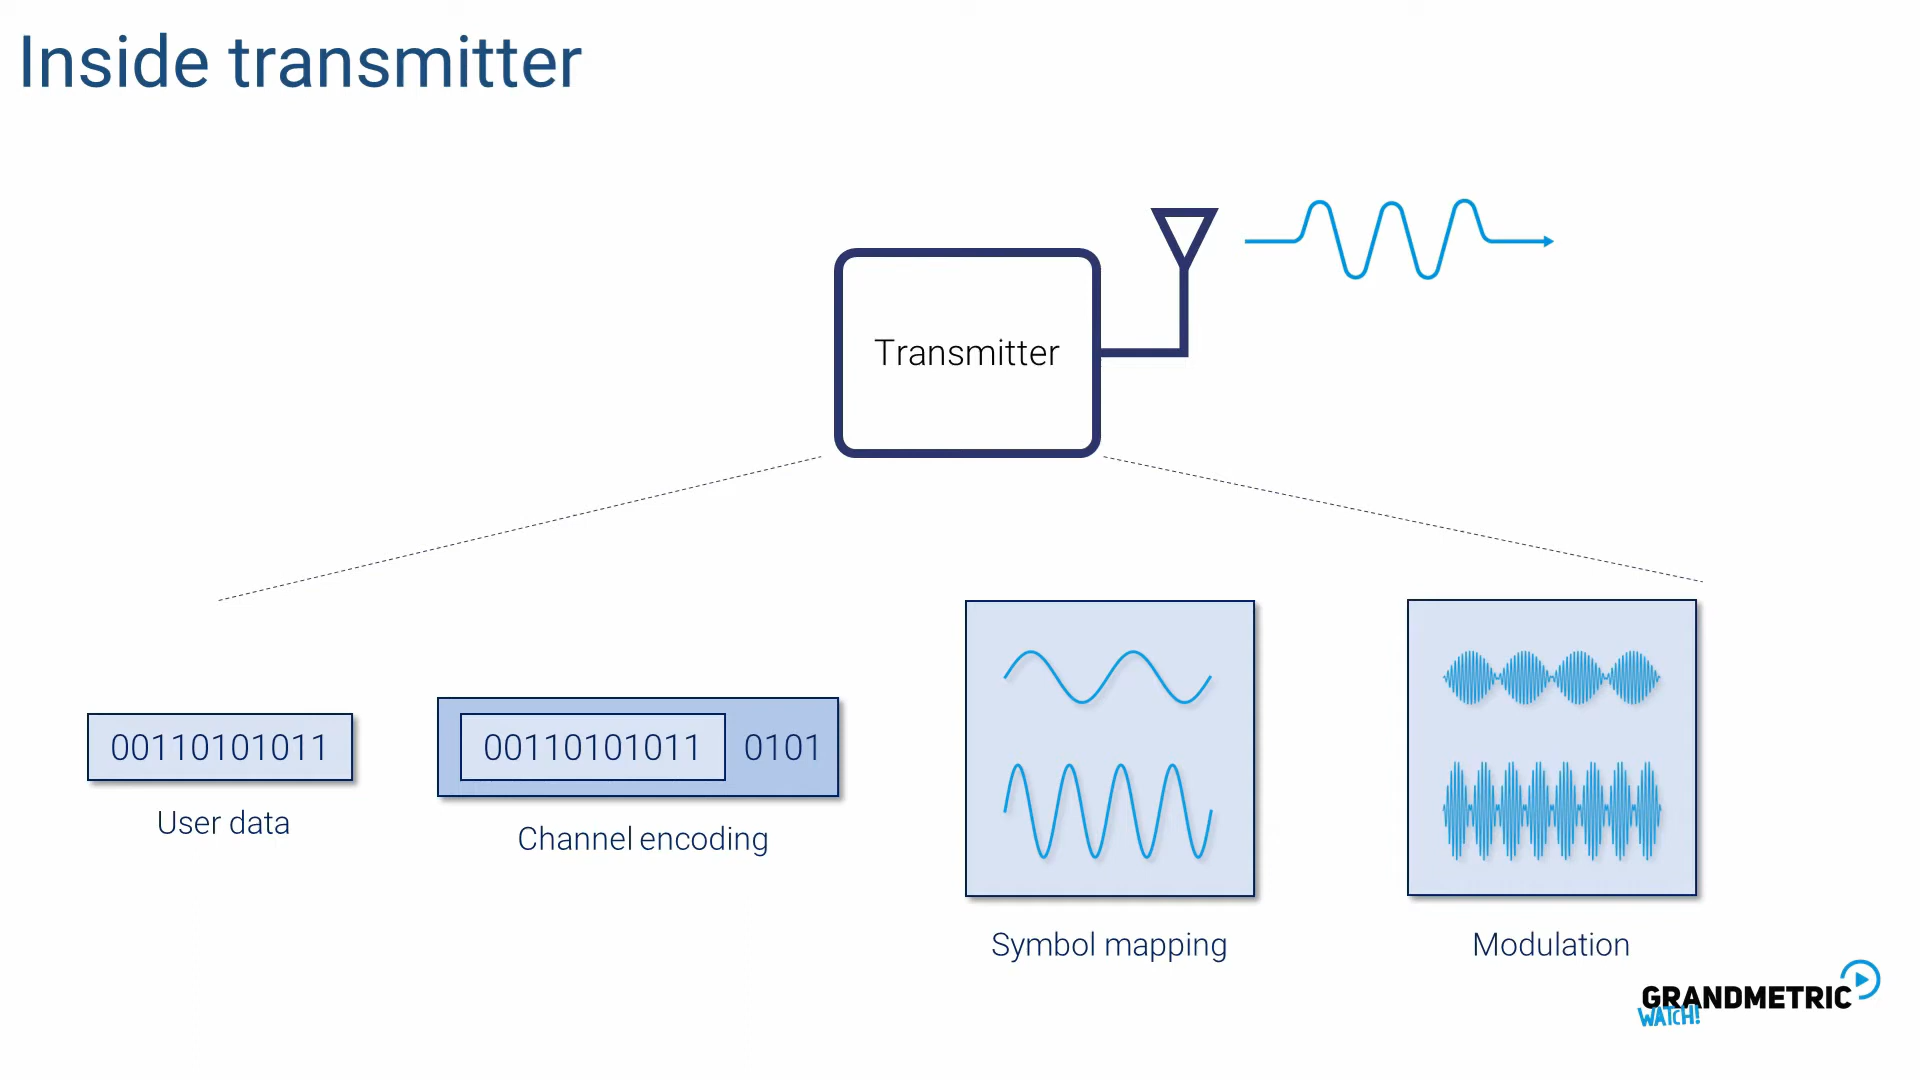 Inside transmitter
Transmitter
00110101011
User data
00110101011 0101
Channel encoding
Symbol mapping
Modulation
GRANDMETRIC
WATCH!